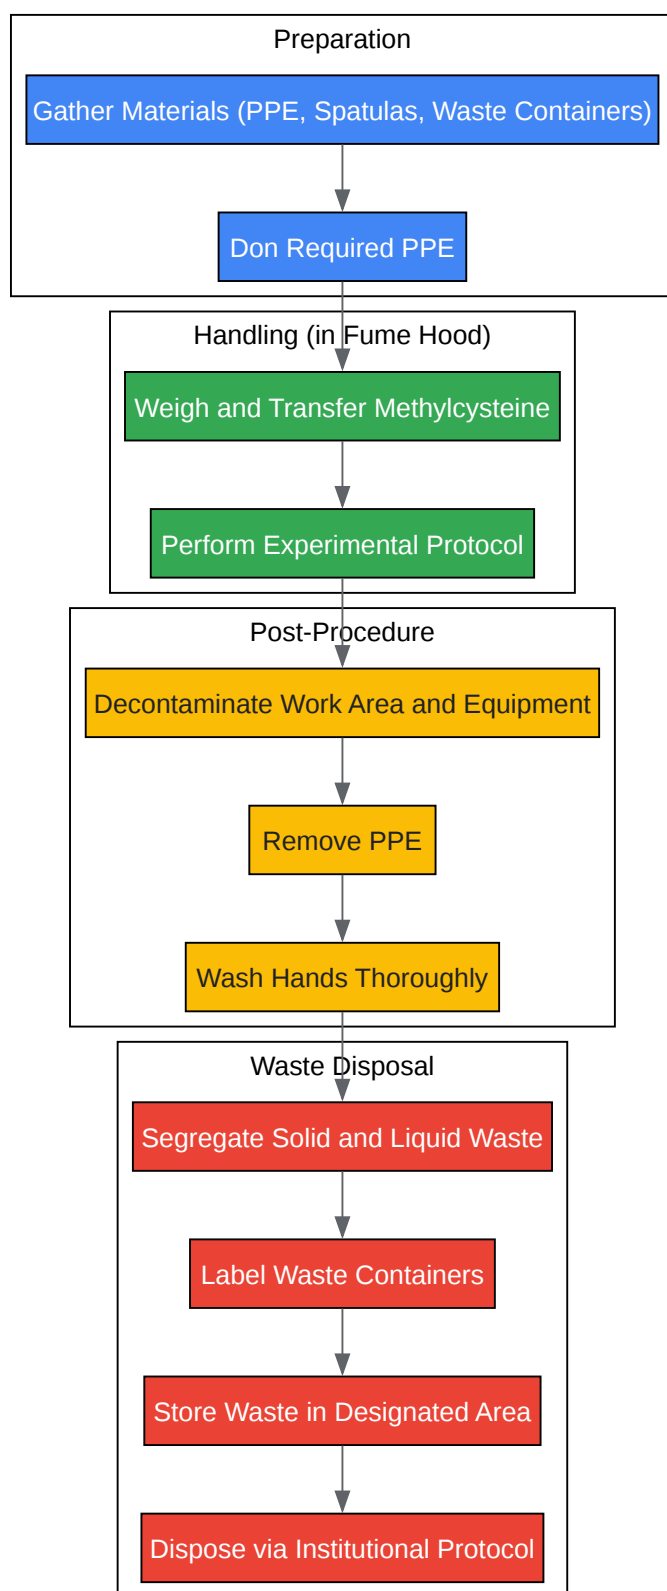 Preparation
Gather Materials (PPE, Spatulas, Waste Containers)
Don Required PPE
Handling (in Fume Hood)
Weigh and Transfer Methylcysteine
Perform Experimental Protocol
Post-Procedure
Decontaminate Work Area and Equipment
Remove PPE
Wash Hands Thoroughly
Waste Disposal
Segregate Solid and Liquid Waste
Label Waste Containers
Store Waste in Designated Area
Dispose via Institutional Protocol